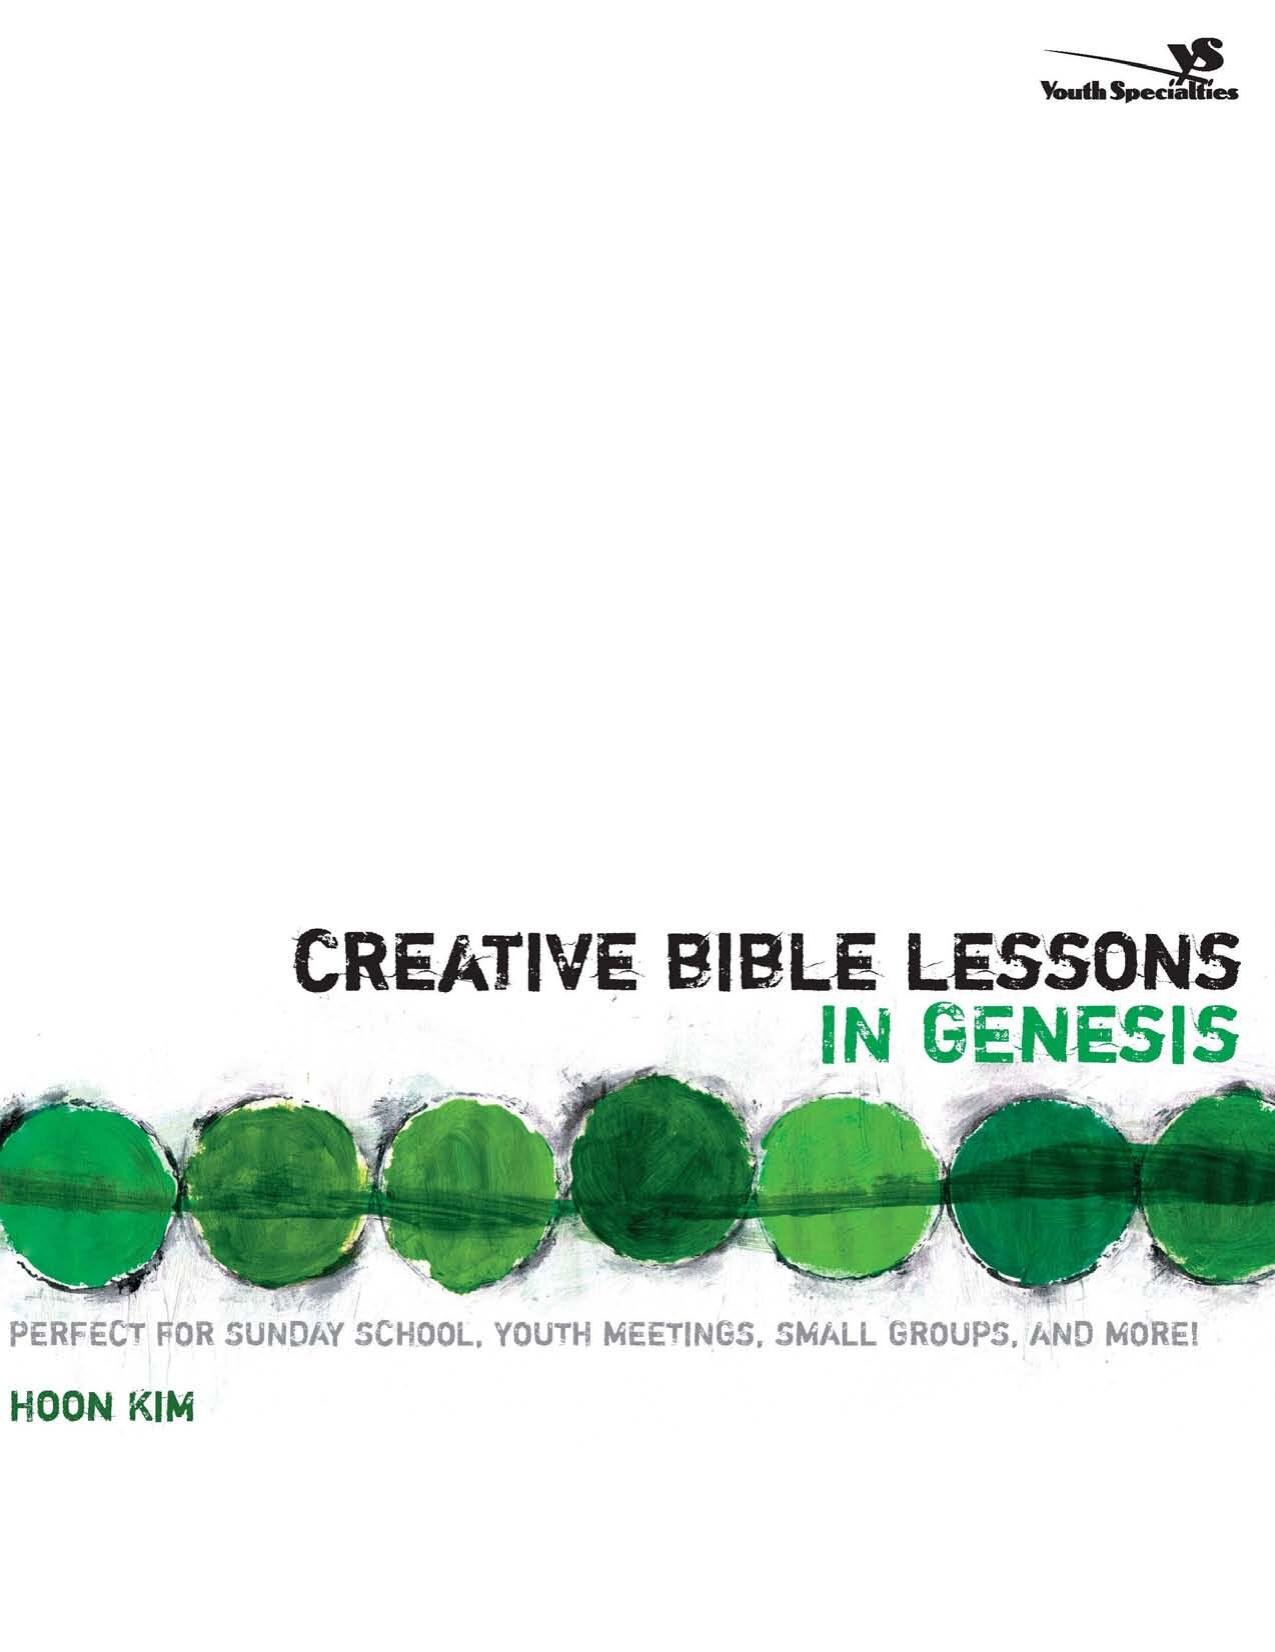 YS
Youth Specialties
CREATIVE BIBLE LESSONS
IN GENESIS
PERFECT FOR SUNDAY SCHOOL, YOUTH MEETINGS, SMALL GROUPS, AND MORE!
HOON KIM